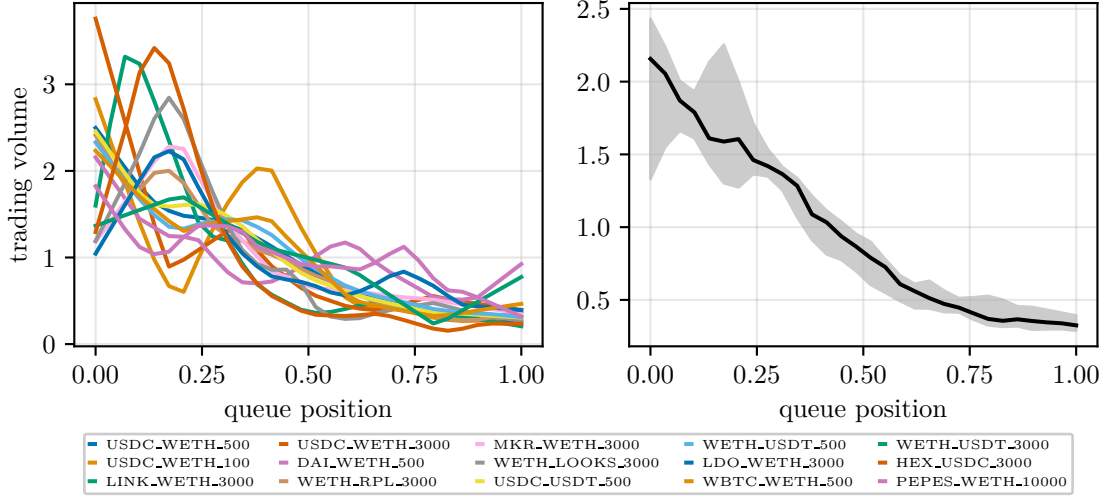 trading volume
3
2
1
0
0.00 0.25 0.50 0.75 1.00
queue position
2.5
2.0
1.5
1.0
0.5
0.00 0.25 0.50 0.75 1.00
queue position
USDC_WETH_500 USDC_WETH_3000 MKR_WETH_3000 WETH_USDT_500 WETH_USDT_3000
USDC_WETH_100 DAI_WETH_500 WETH_LOOKS_3000 LDO_WETH_3000 HEX_USDC_3000
LINK_WETH_3000 WETH_RPL_3000 USDC_USDT_500 WBTC_WETH_500 PEPES_WETH_10000